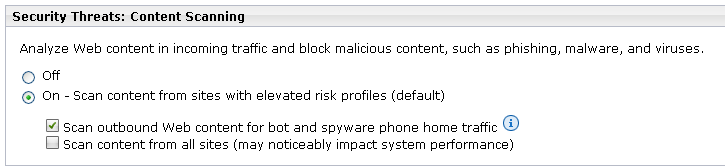 Security Threats: Content Scanning
Analyze Web content in incoming traffic and block malicious content, such as phishing, malware, and viruses.
Off
On - Scan content from sites with elevated risk profiles (default)
Scan outbound Web content for bot and spyware phone home traffic
Scan content from all sites (may noticeably impact system performance)